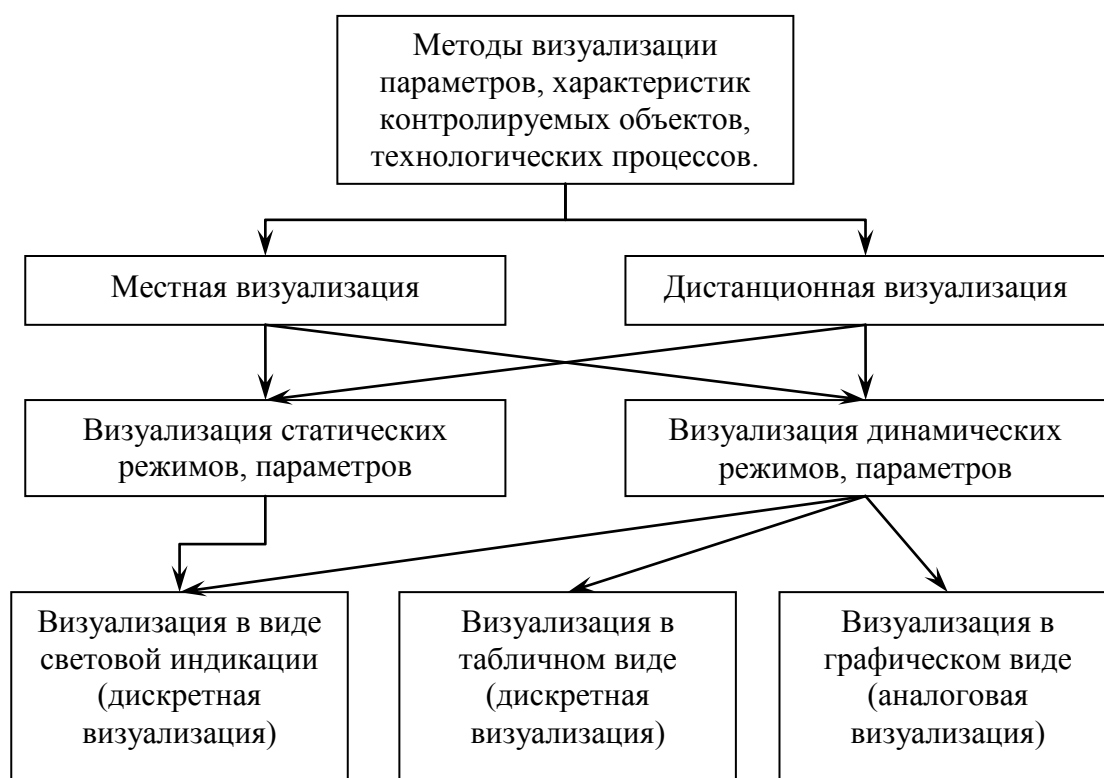 Методы визуализации
параметров, характеристик
контролируемых объектов,
технологических процессов.
Местная визуализация
Дистанционная визуализация
Визуализация статических
режимов, параметров
Визуализация динамических
режимов, параметров
Визуализация в виде
световой индикации
(дискретная
визуализация)
Визуализация в
табличном виде
(дискретная
визуализация)
Визуализация в
графическом виде
(аналоговая
визуализация)